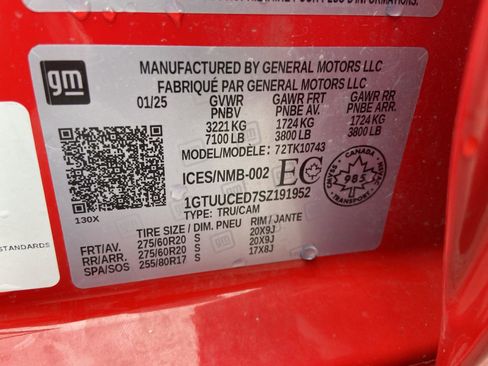 gm
MANUFACTURED BY GENERAL MOTORS LLC
FABRIQUÉ PAR GENERAL MOTORS LLC
01/25 GVWR GAWR FRT GAWR RR
PNBV PNBE AV. PNBE ARR.
3221 KG 1724 KG 1724 KG
7100 LB 3800 LB 3800 LB
MODEL/MODÈLE: 72TK10743
ICES/NMB-002 EC
CANADA
985
130X
1GTUUCED7SZ191952
TYPE: TRU/CAM
TIRE SIZE / DIM. PNEU RIM / JANTE
FRT/AV. 275/60R20 S 20X9J
RR/ARR. 275/60R20 S 20X9J
SPA/SOS 255/80R17 S 17X8J
STANDARDS